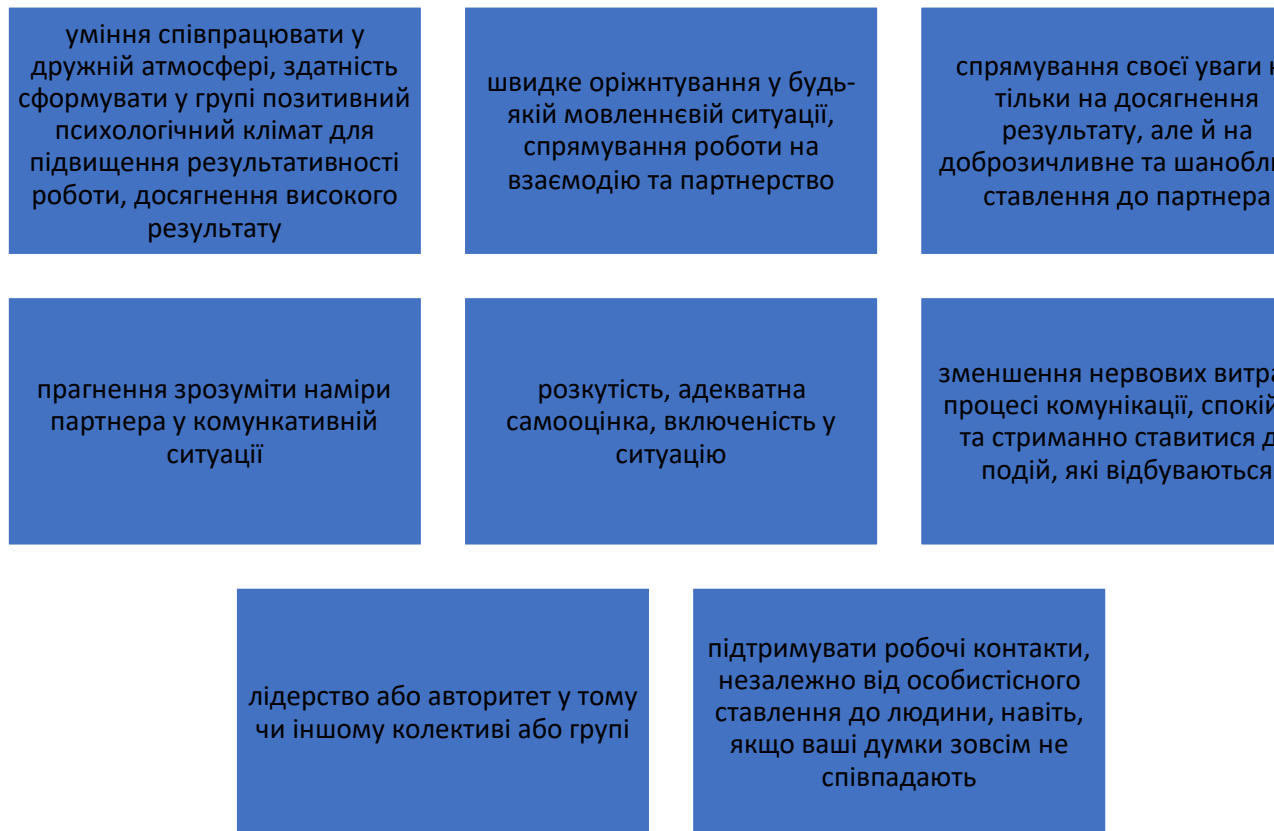 уміння співпрацювати у
дружній атмосфері, здатність
сформувати у групі позитивний
психологічний клімат для
підвищення результативності
роботи, досягнення високого
результату
швидке оріжнтування у будь-
якій мовленнєвій ситуації,
спрямування роботи на
взаємодію та партнерство
спрямування своєї уваги
тільки на досягнення
результату, але й на
доброзичливне та
ставлення до партнера
прагнення зрозуміти наміри
партнера у комункативній
ситуації
розкутість, адекватна
самооцінка, включеність у
ситуацію
зменшення нервових
процесі комунікації,
та стриманно ставитися
подій, які відбуваються
лідерство або авторитет у тому
чи іншому колективі або групі
підтримувати робочі контакти,
незалежно від особистісного
ставлення до людини, навіть,
якщо ваші думки зовсім не
співпадають